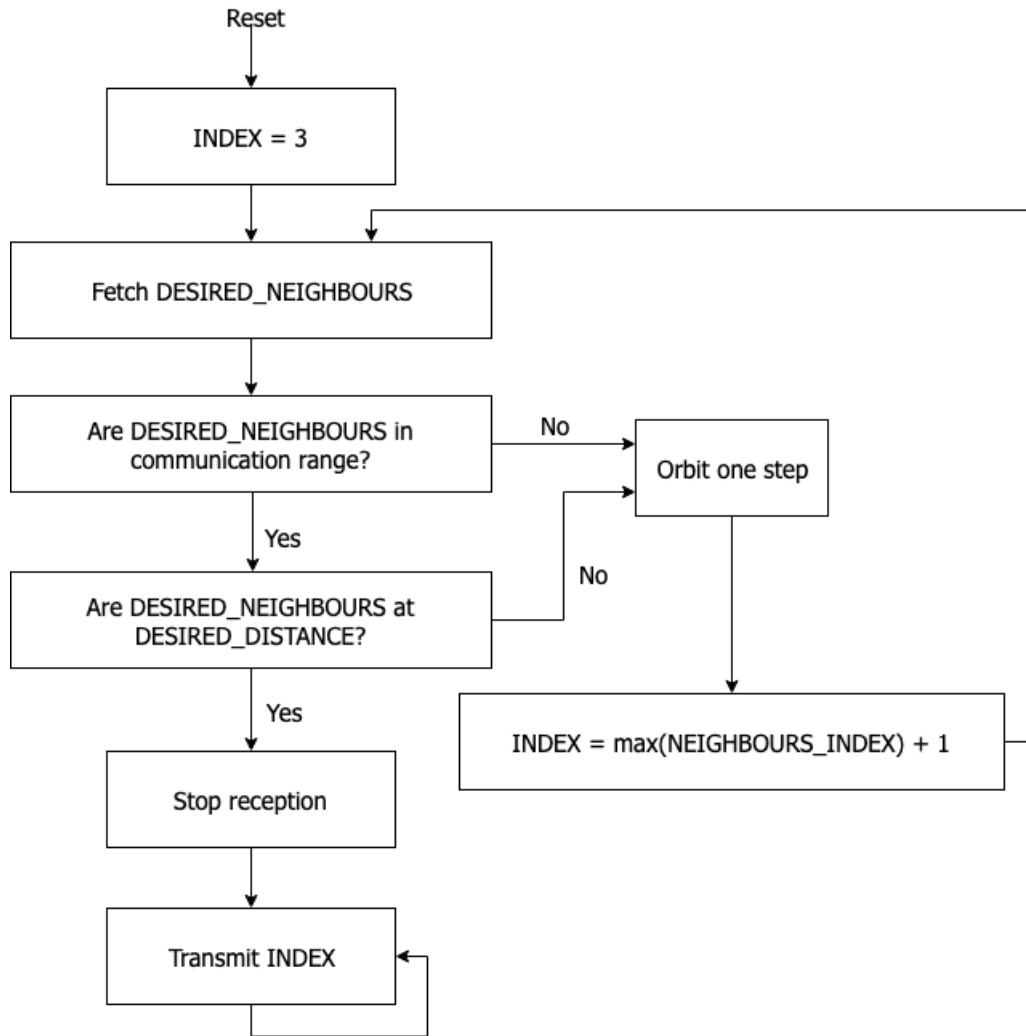 Reset
INDEX = 3
Fetch DESIRED_NEIGHBOURS
Are DESIRED_NEIGHBOURS in
communication range?
No
Orbit one step
Yes
Are DESIRED_NEIGHBOURS at
DESIRED_DISTANCE?
No
Yes
INDEX = max(NEIGHBOURS_INDEX) + 1
Stop reception
Transmit INDEX